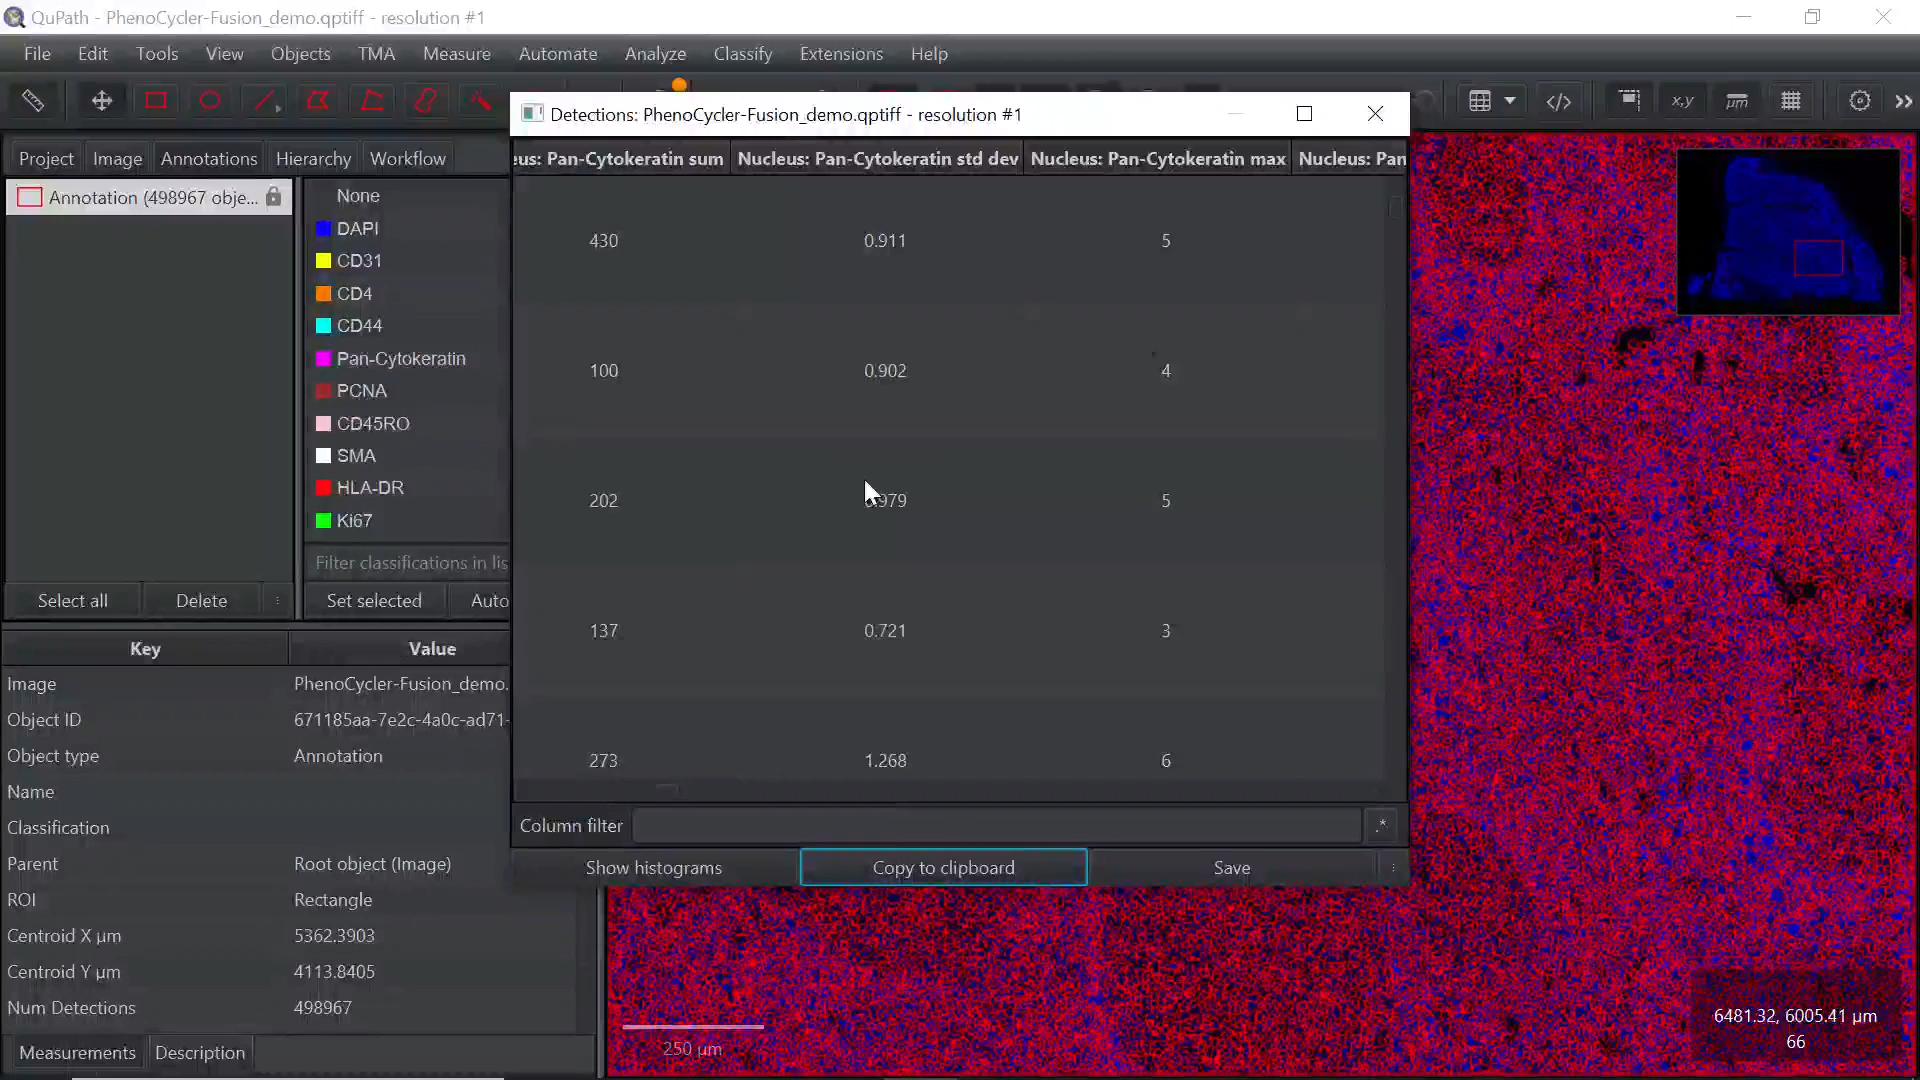 QuPath - PhenoCycler-Fusion_demo.qptiff - resolution #1
File Edit Tools View Objects TMA Measure Automate Analyze Classify Extensions Help
x,y
µm
</>
Detections: PhenoCycler-Fusion_demo.qptiff - resolution #1
Project Image Annotations Hierarchy Workflow
Annotation (498967 obje...
None
DAPI
CD31
CD4
CD44
Pan-Cytokeratin
PCNA
CD45RO
SMA
HLA-DR
Ki67
Filter classifications in lis
Select all Delete Set selected Auto
eus: Pan-Cytokeratin sum Nucleus: Pan-Cytokeratin std dev Nucleus: Pan-Cytokeratin max Nucleus: Pan
430 0.911 5
100 0.902 4
202 979 5
137 0.721 3
273 1.268 6
Column filter .*
Show histograms Copy to clipboard Save
Key Value
Image PhenoCycler-Fusion_demo.
Object ID 671185aa-7e2c-4a0c-ad71-
Object type Annotation
Name
Classification
Parent Root object (Image)
ROI Rectangle
Centroid X µm 5362.3903
Centroid Y µm 4113.8405
Num Detections 498967
Measurements Description
250 µm
6481.32, 6005.41 µm
66